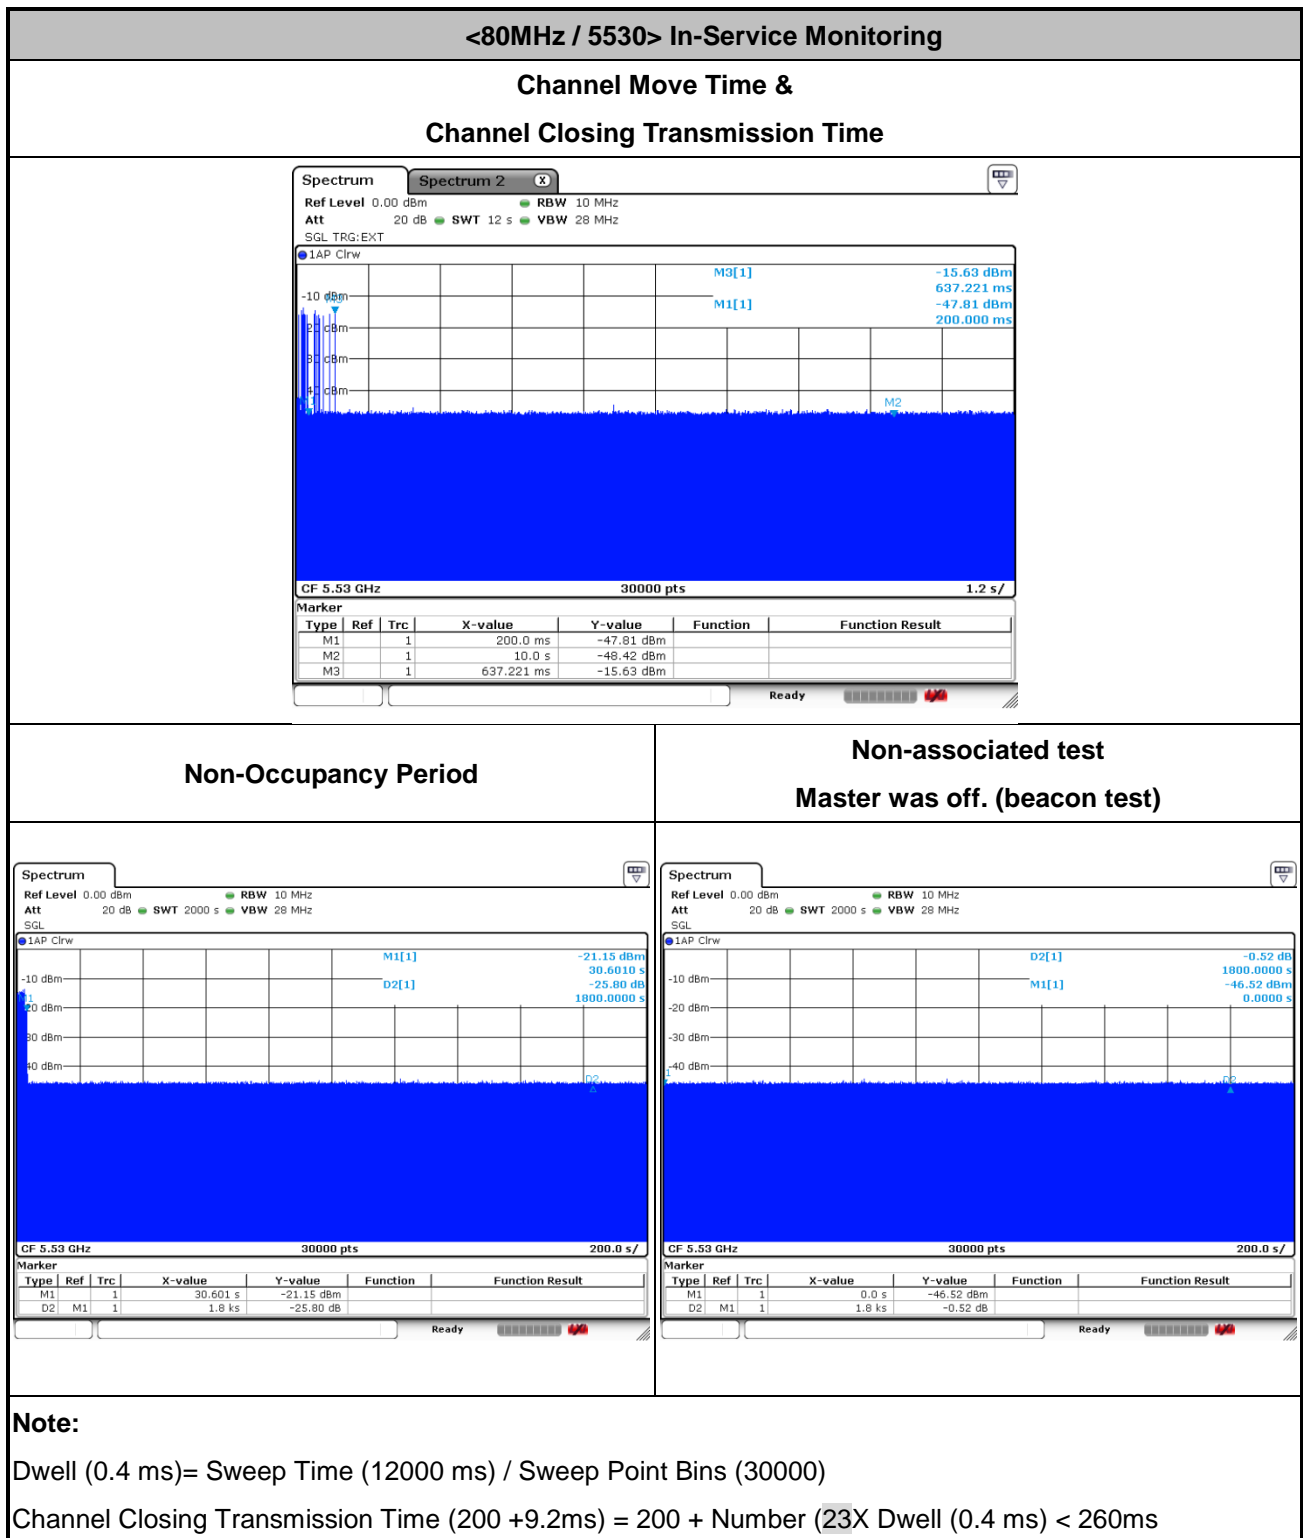 <80MHz / 5530> In-Service Monitoring
Channel Move Time &
Channel Closing Transmission Time
Spectrum Spectrum 2 X
Ref Level 0.00 dBm RBW 10 MHz
Att 20 dB SWT 12 s VBW 28 MHz
SGL TRG:EXT
1AP Clrw
M3[1] -15.63 dBm
637.221 ms
-10 dBm
M1[1] -47.81 dBm
200.000 ms
M2
CF 5.53 GHz 30000 pts 1.2 s/
Marker
Type Ref Trc X-value Y-value Function Function Result
M1 1 200.0 ms -47.81 dBm
M2 1 10.0 s -48.42 dBm
M3 1 637.221 ms -15.63 dBm
Ready
Non-Occupancy Period
Non-associated test
Master was off. (beacon test)
Spectrum
Ref Level 0.00 dBm RBW 10 MHz
Att 20 dB SWT 2000 s VBW 28 MHz
SGL
1AP Clrw
M1[1] -21.15 dBm
30.6010 s
-10 dBm
D2[1] -25.80 dB
1800.0000 s
D2
CF 5.53 GHz 30000 pts 200.0 s/
Marker
Type Ref Trc X-value Y-value Function Function Result
M1 1 30.601 s -21.15 dBm
D2 M1 1 1.8 ks -25.80 dB
Ready
Spectrum
Ref Level 0.00 dBm RBW 10 MHz
Att 20 dB SWT 2000 s VBW 28 MHz
SGL
1AP Clrw
D2[1] -0.52 dB
1800.0000 s
-10 dBm
M1[1] -46.52 dBm
0.0000 s
-20 dBm
-30 dBm
-40 dBm
D2
CF 5.53 GHz 30000 pts 200.0 s/
Marker
Type Ref Trc X-value Y-value Function Function Result
M1 1 0.0 s -46.52 dBm
D2 M1 1 1.8 ks -0.52 dB
Ready
Note:
Dwell (0.4 ms)= Sweep Time (12000 ms) / Sweep Point Bins (30000)
Channel Closing Transmission Time (200 +9.2ms) = 200 + Number (23X Dwell (0.4 ms) < 260ms